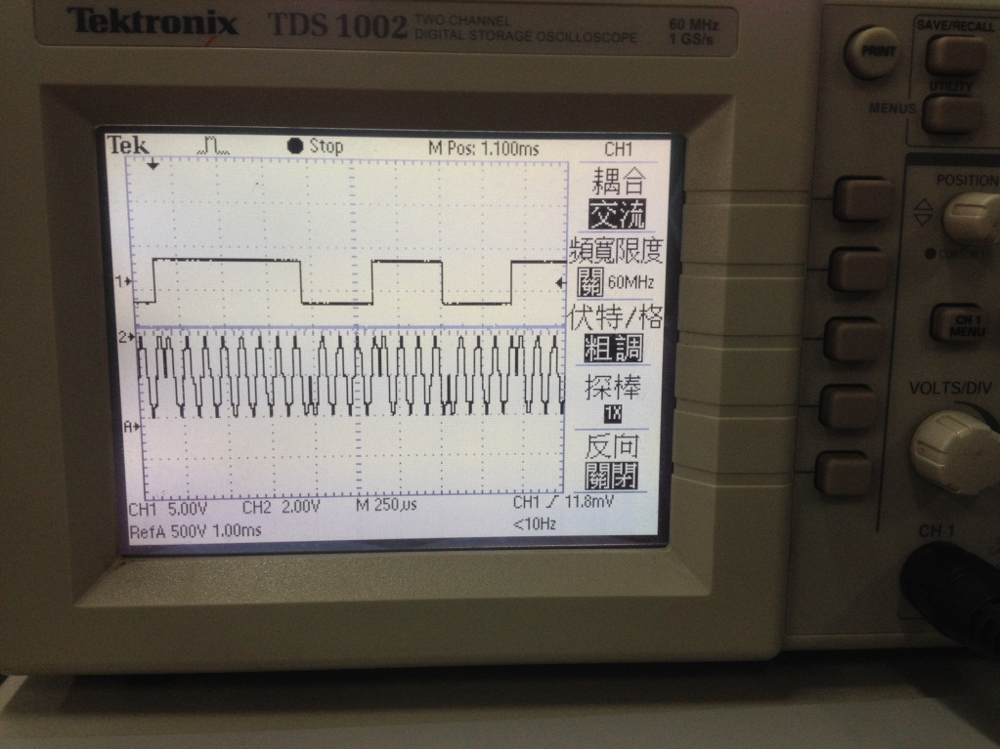 Tektronix TDS 1002 TWO CHANNEL DIGITAL STORAGE OSCILLOSCOPE
60 MHz
1 GS/s
PRINT
SAVE/RECALL
UTILITY
MENUS
Tek Stop M Pos: 1.100ms CH1
耦合
交流
頻寬限度
關 60MHz
伏特/格
粗調
探棒
1X
反向
關閉
1
2
A
CH1 5.00V CH2 2.00V M 250µs CH1 11.8mV
<10Hz
RefA 500V 1.00ms
POSITION
CH 1
MENU
VOLTS/DIV
CH 1